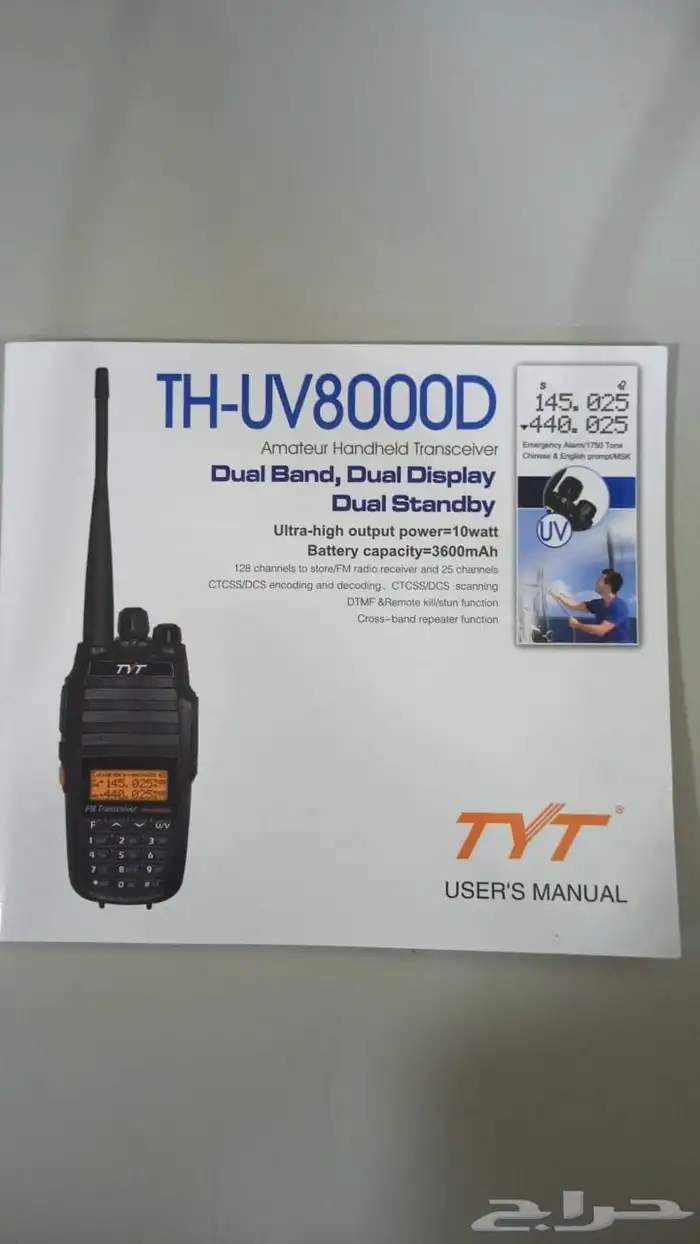 TH-UV8000D
Amateur Handheld Transceiver
Dual Band, Dual Display
Dual Standby
Ultra-high output power=10watt
Battery capacity=3600mAh
128 channels to store/FM radio receiver and 25 channels
CTCSS/DCS encoding and decoding、CTCSS/DCS scanning
DTMF &Remote kill/stun function
Cross-band repeater function
S
145.025
440.025
Emergency Alarm/1750 Tone
Chinese & English prompt/MSK
UV
TYT
145.025
440.025
FM Transceiver
F U/V
1 2 3
4 5 6
7 8 9
* 0 #
TYT®
USER'S MANUAL
حراج